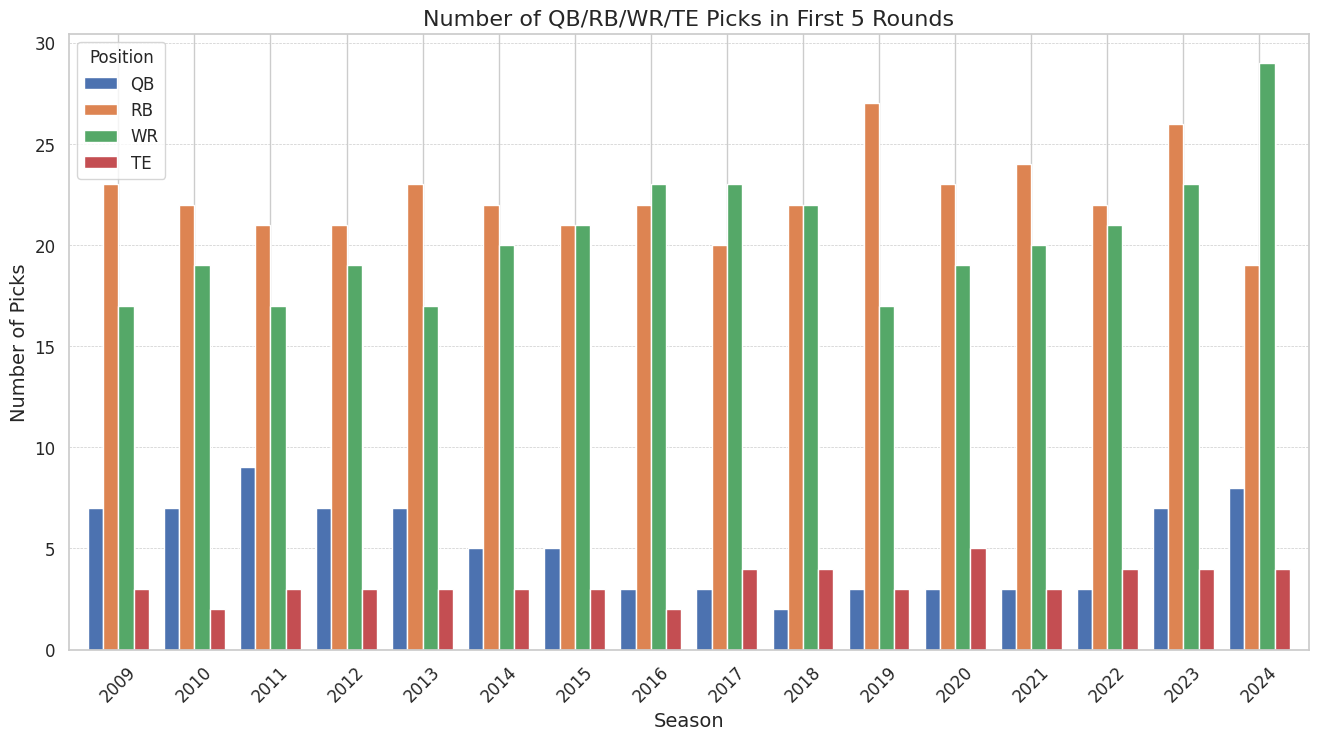 Number of QB/RB/WR/TE Picks in First 5 Rounds
Position
QB
RB
WR
TE
Number of Picks
30
25
20
15
10
5
0
2009
2010
2011
2012
2013
2014
2015
2016
2017
2018
2019
2020
2021
2022
2023
2024
Season